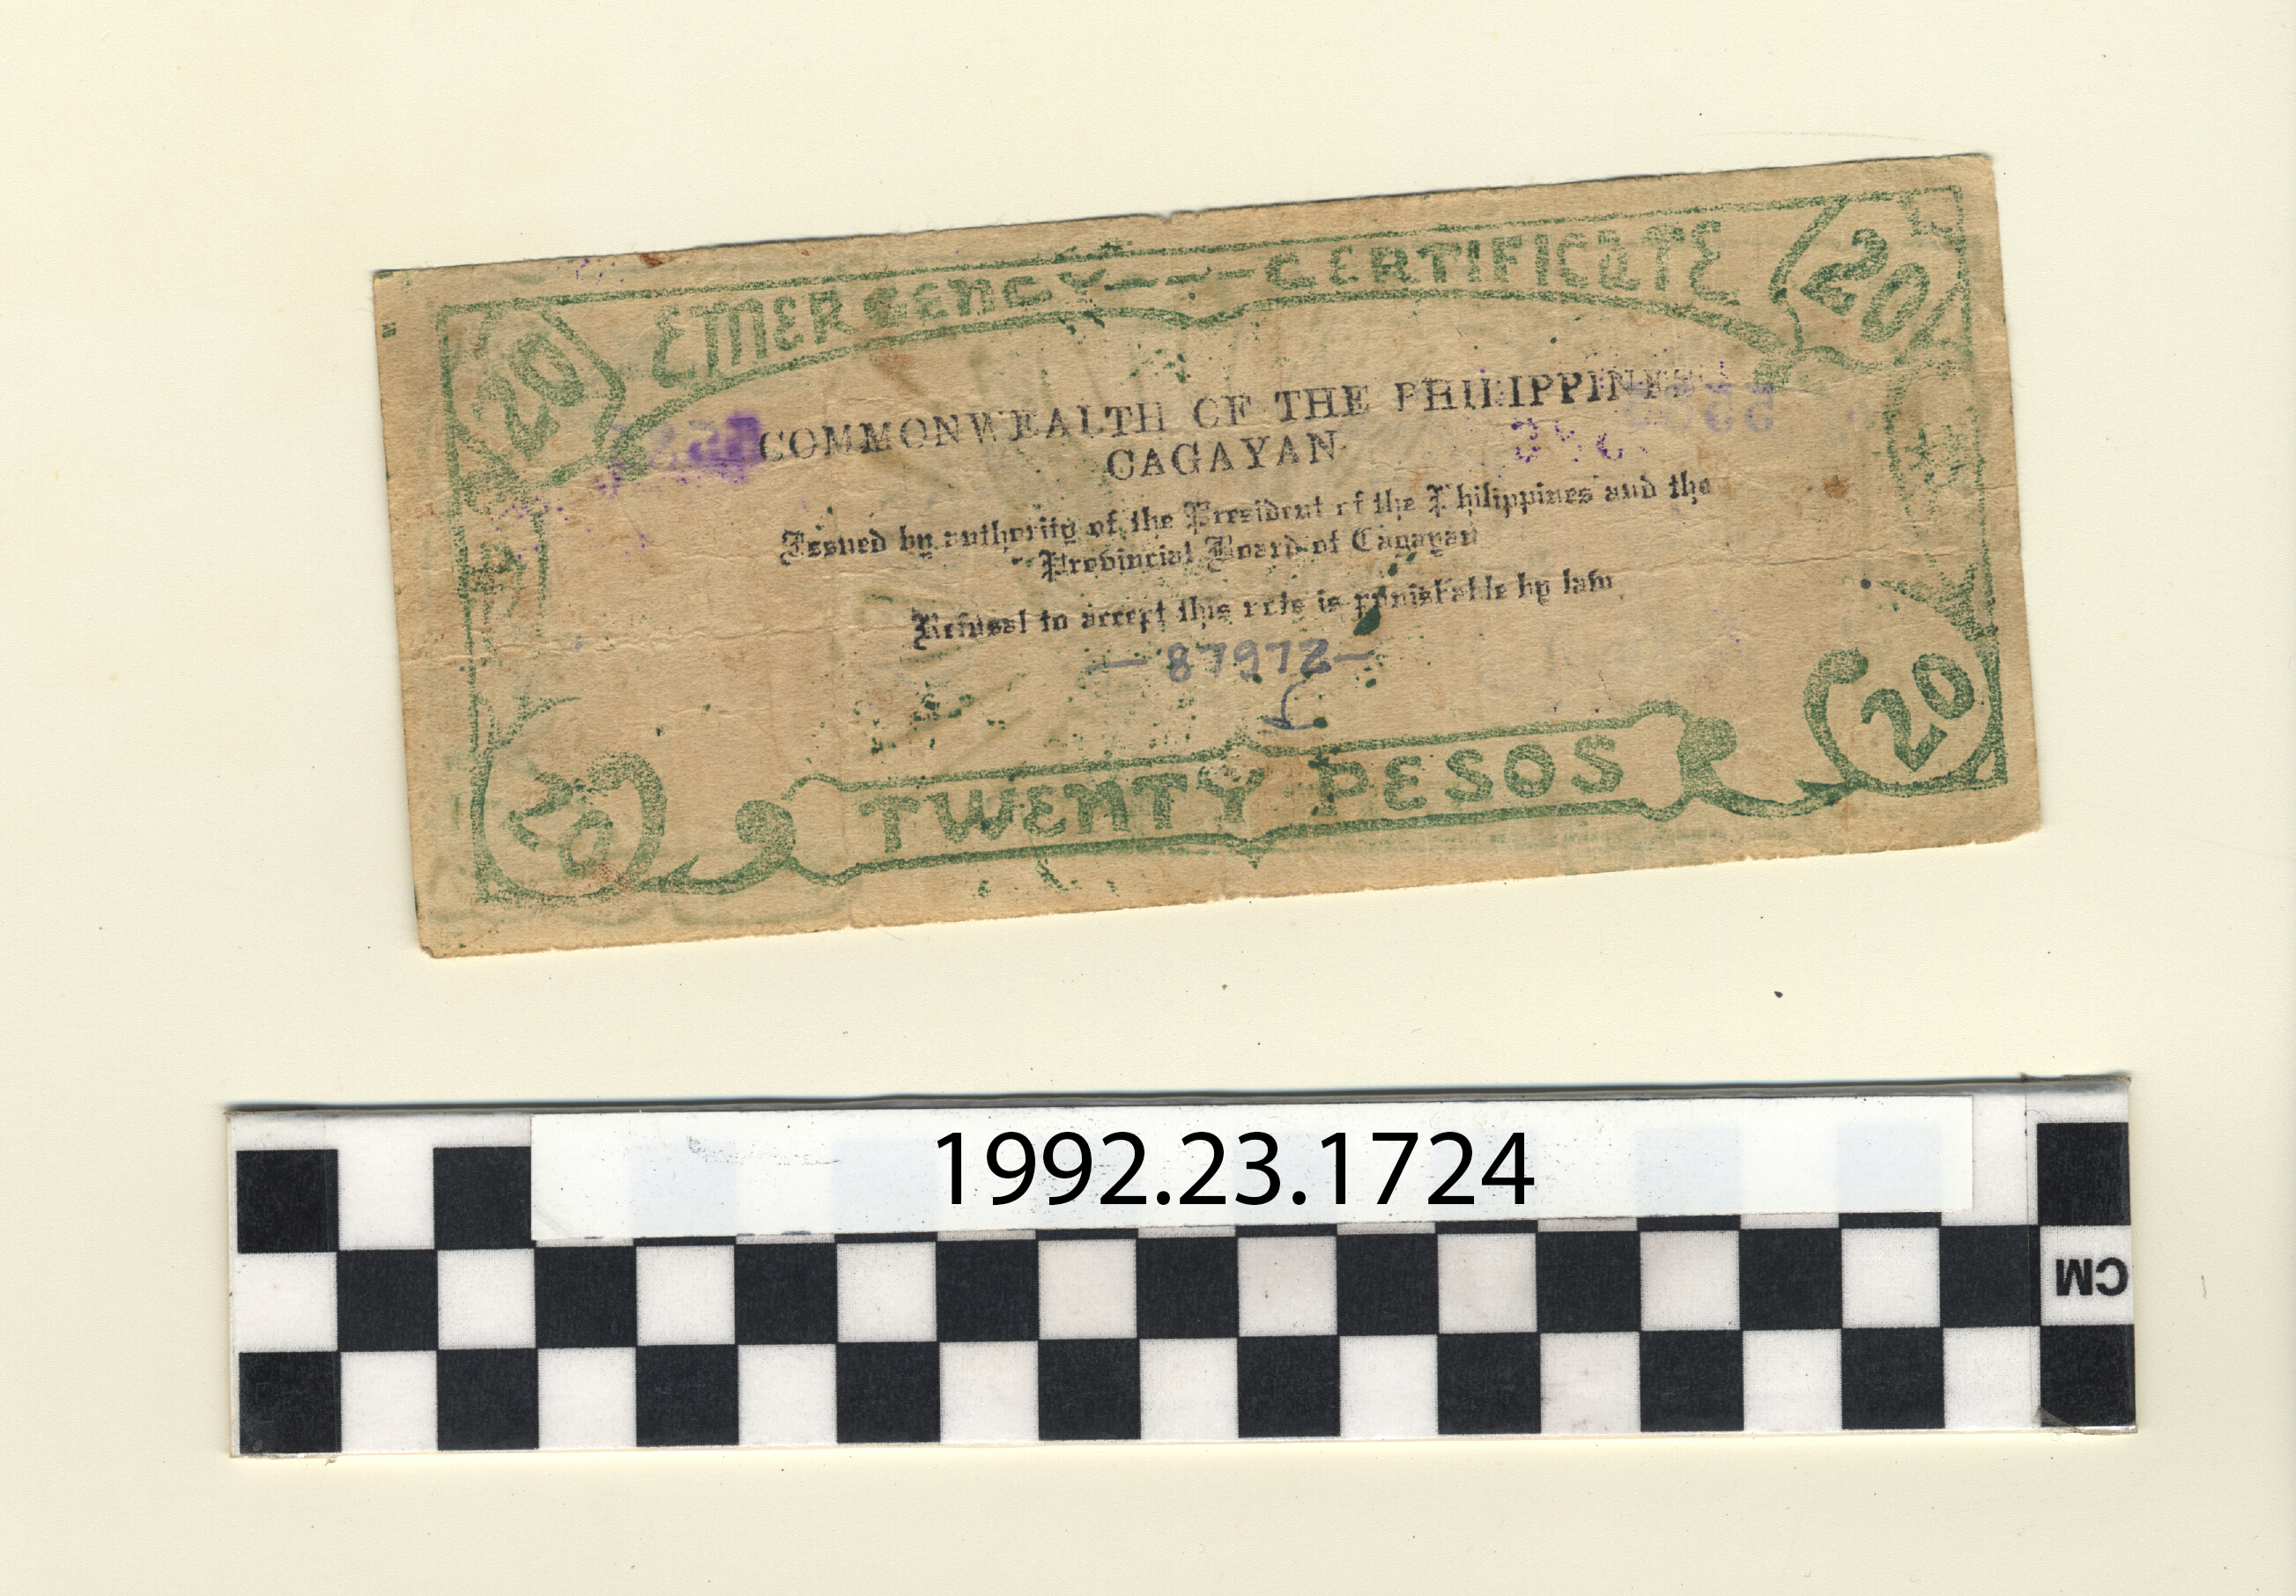 20 EMERGENCY---CERTIFICATE 20
COMMONWEALTH OF THE PHILIPPINES
CAGAYAN
Issued by authority of the President of the Philippines and the
Provincial Board of Cagayan
Refusal to accept this note is punishable by law
— 87972 —
20 TWENTY PESOS 20
1992.23.1724
CM